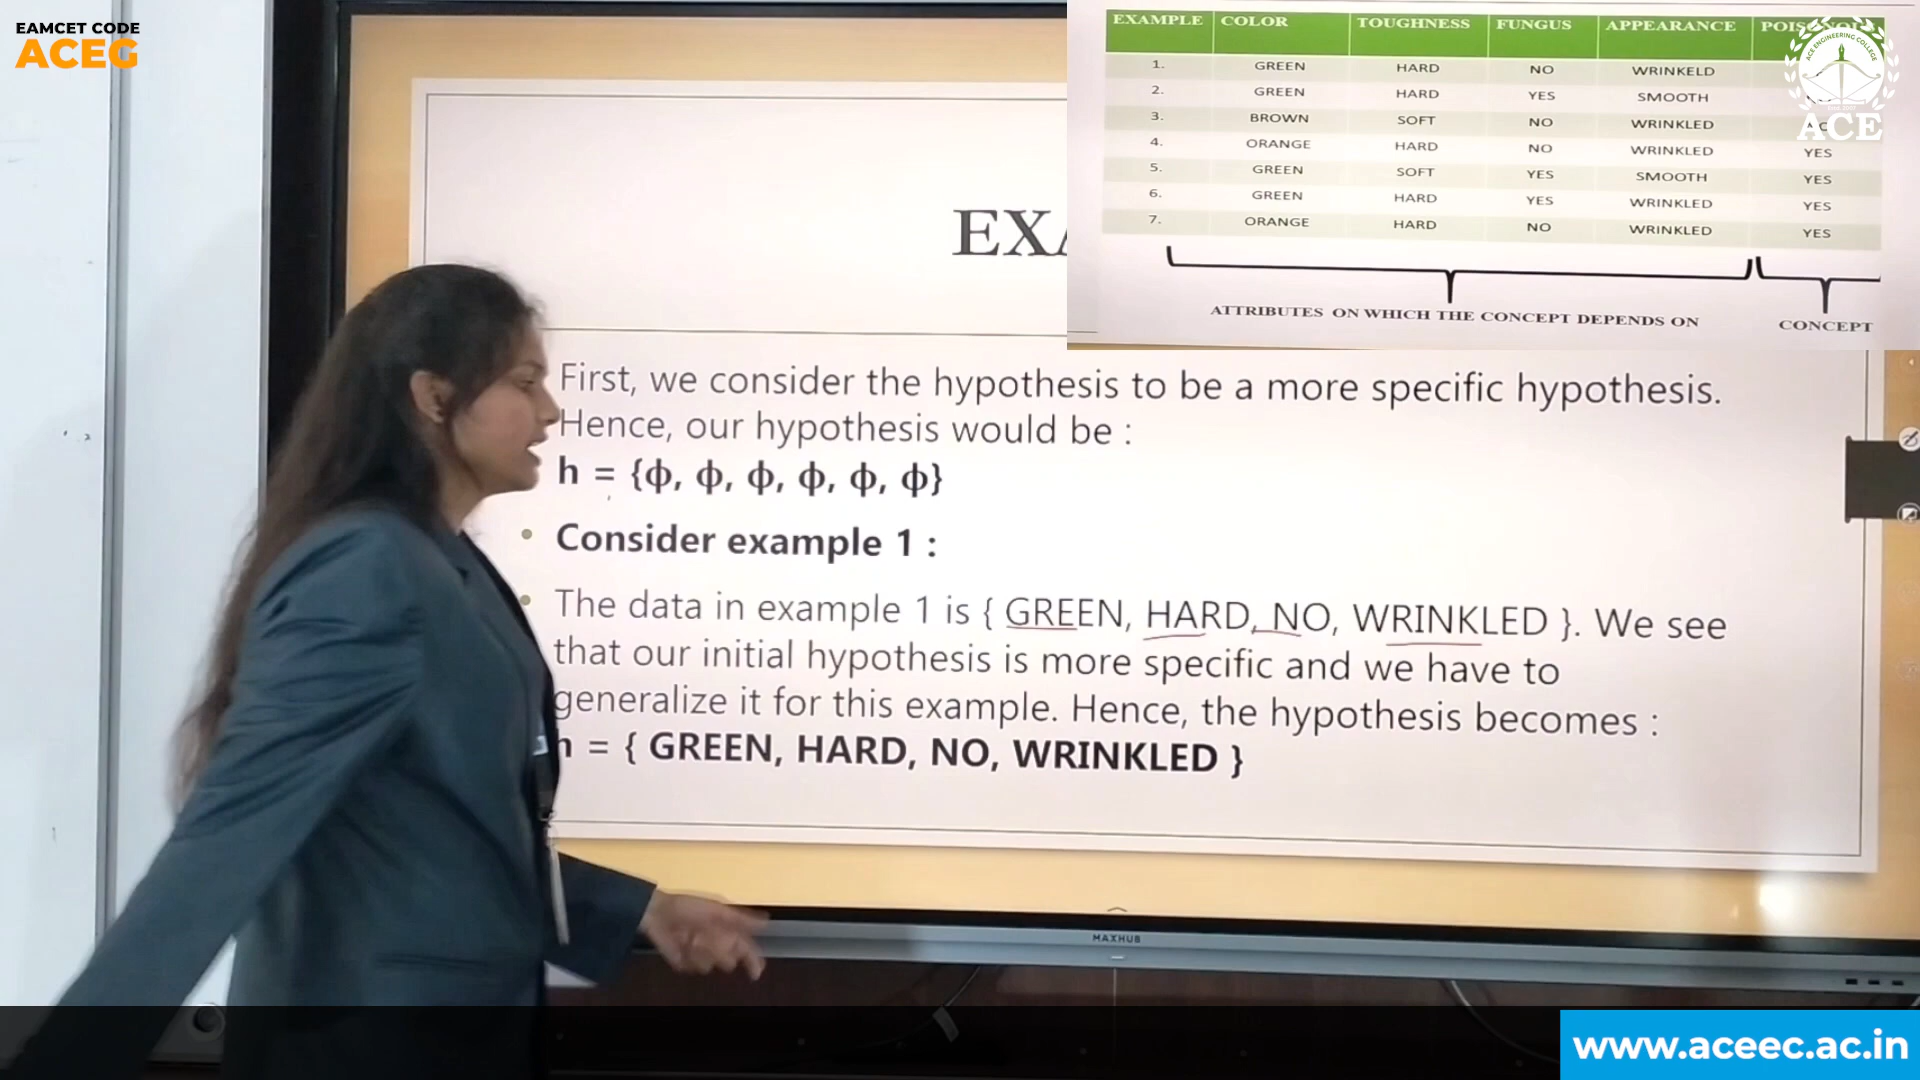 EAMCET CODE
ACEG
EXAMPLE COLOR TOUGHNESS FUNGUS APPEARANCE
1. GREEN HARD NO WRINKELD
2. GREEN HARD YES SMOOTH
3. BROWN SOFT NO WRINKLED
4. ORANGE HARD NO WRINKLED YES
5. GREEN SOFT YES SMOOTH YES
6. GREEN HARD YES WRINKLED YES
7. ORANGE HARD NO WRINKLED YES
ATTRIBUTES ON WHICH THE CONCEPT DEPENDS ON
CONCEPT
ACE ENGINEERING COLLEGE
ACE
First, we consider the hypothesis to be a more specific hypothesis.
Hence, our hypothesis would be :
h = {ϕ, ϕ, ϕ, ϕ, ϕ, ϕ}
• Consider example 1 :
• The data in example 1 is { GREEN, HARD, NO, WRINKLED }. We see
that our initial hypothesis is more specific and we have to
generalize it for this example. Hence, the hypothesis becomes :
h = { GREEN, HARD, NO, WRINKLED }
MAXHUB
www.aceec.ac.in